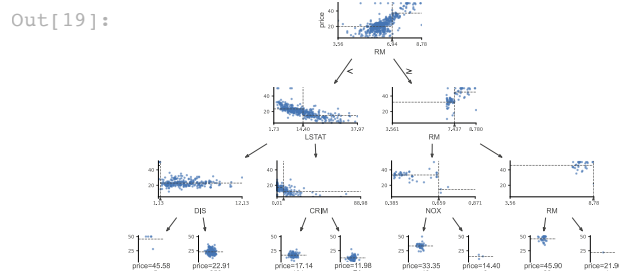 Out[19]:
price
40
20
3.56 6.94 8.78
RM
< ≥
40
20
1.73 14.40 37.97
LSTAT
40
20
3.561 7.437 8.780
RM
40
20
1.13 12.13
DIS
40
20
0.01 88.98
CRIM
40
20
0.385 0.659 0.871
NOX
40
20
3.56 8.78
RM
50
25
price=45.58
50
25
price=22.91
50
25
price=17.14
50
25
price=11.98
50
25
price=33.35
50
25
price=14.40
50
25
price=45.90
50
25
price=21.90